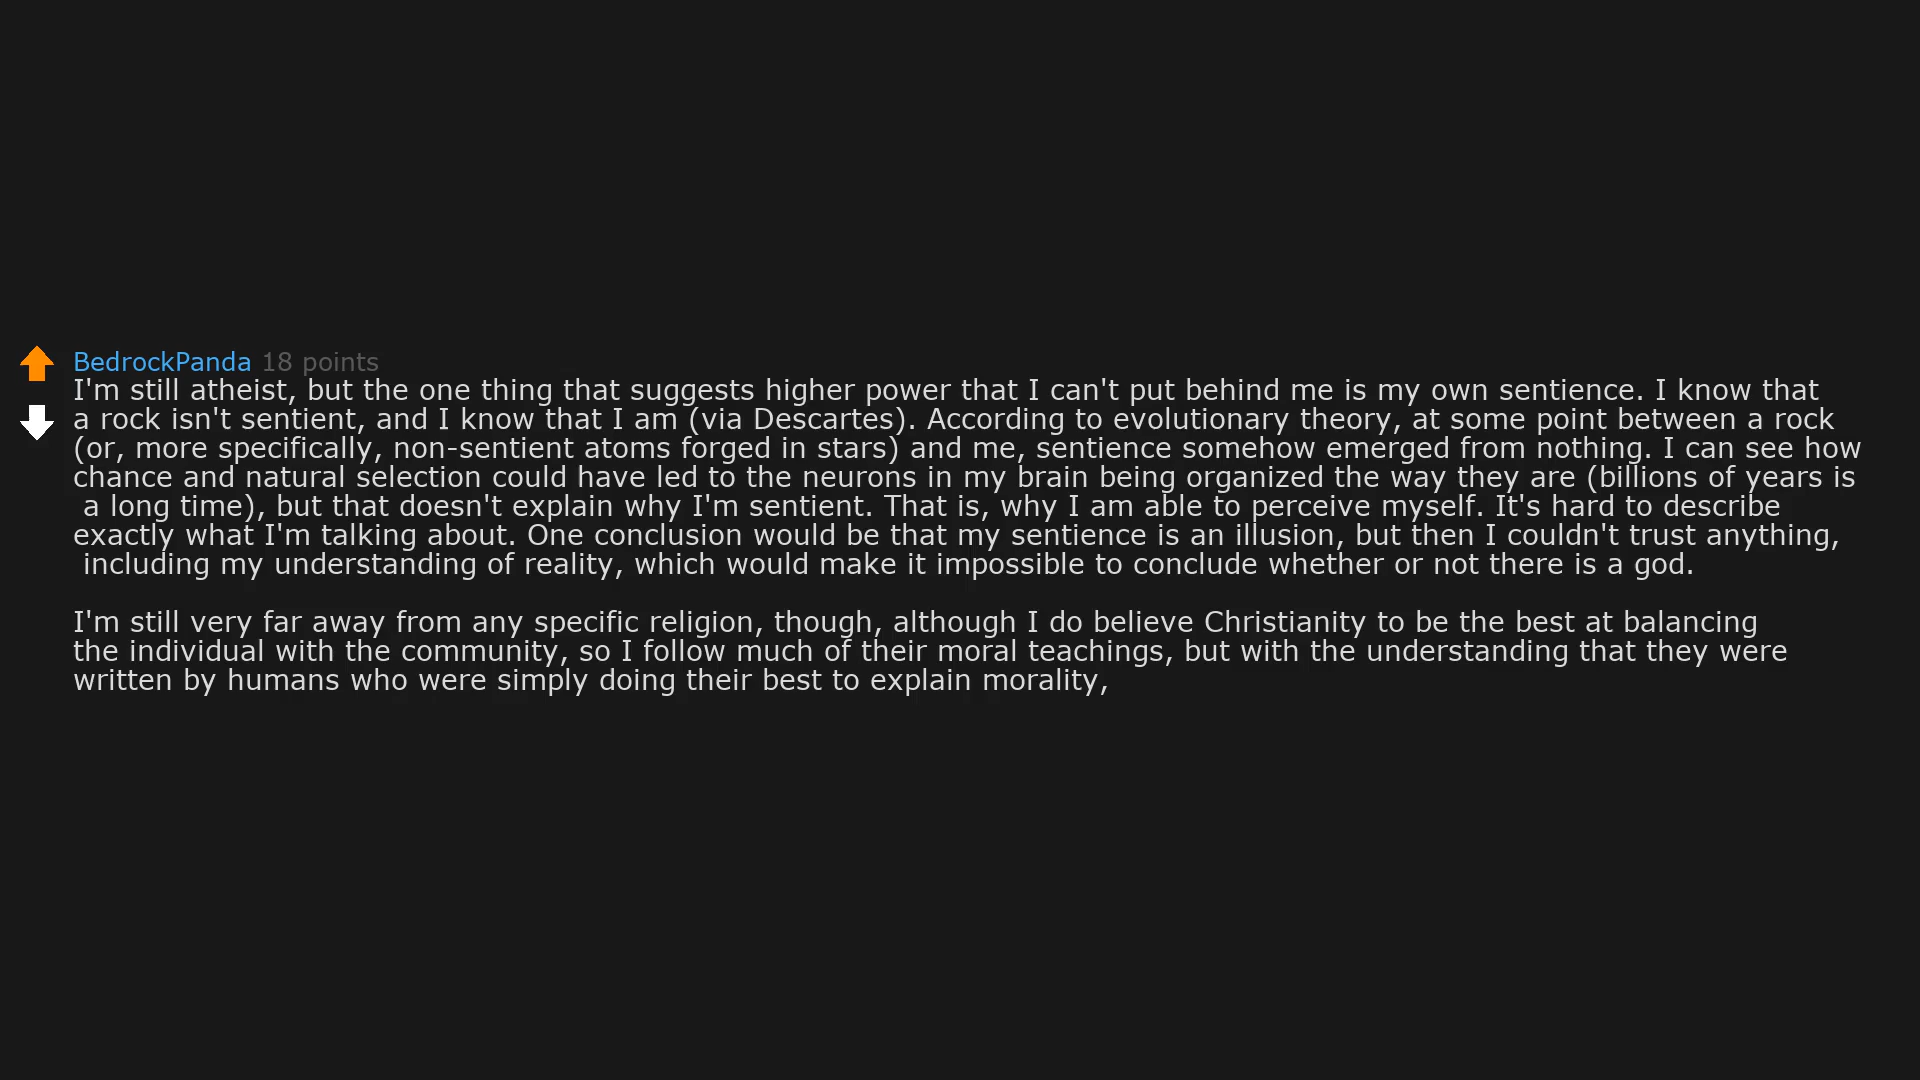 BedrockPanda 18 points
I'm still atheist, but the one thing that suggests higher power that I can't put behind me is my own sentience. I know that
a rock isn't sentient, and I know that I am (via Descartes). According to evolutionary theory, at some point between a rock
(or, more specifically, non-sentient atoms forged in stars) and me, sentience somehow emerged from nothing. I can see how
chance and natural selection could have led to the neurons in my brain being organized the way they are (billions of years is
a long time), but that doesn't explain why I'm sentient. That is, why I am able to perceive myself. It's hard to describe
exactly what I'm talking about. One conclusion would be that my sentience is an illusion, but then I couldn't trust anything,
including my understanding of reality, which would make it impossible to conclude whether or not there is a god.
I'm still very far away from any specific religion, though, although I do believe Christianity to be the best at balancing
the individual with the community, so I follow much of their moral teachings, but with the understanding that they were
written by humans who were simply doing their best to explain morality,